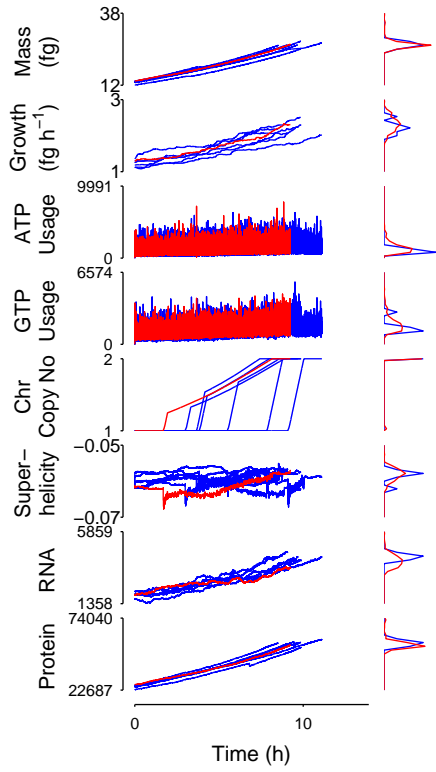 38
Mass
(fg)
12
3
Growth
(fg h⁻¹)
1
9991
ATP
Usage
0
6574
GTP
Usage
0
2
Chr
Copy No
1
−0.05
Super−
helicity
−0.07
5859
RNA
1358
74040
Protein
22687
0 10
Time (h)